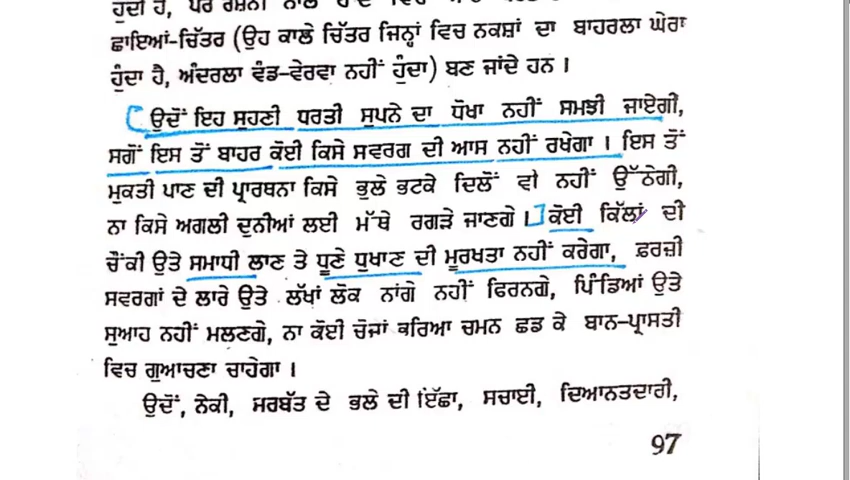 ਹੁੰਦੀ ਹੈ, ਪਰ ਰੌਸ਼ਨੀ ਨਾਲ
ਛਾਇਆਂ-ਚਿੱਤਰ (ਉਹ ਕਾਲੇ ਚਿੱਤਰ ਜਿਨ੍ਹਾਂ ਵਿਚ ਨਕਸ਼ਾਂ ਦਾ ਬਾਹਰਲਾ ਘੇਰਾ
ਹੁੰਦਾ ਹੈ, ਅੰਦਰਲਾ ਵੰਡ-ਵੇਰਵਾ ਨਹੀਂ ਹੁੰਦਾ) ਬਣ ਜਾਂਦੇ ਹਨ ।
ਉਦੋਂ ਇਹ ਸੁਹਣੀ ਧਰਤੀ ਸੁਪਨੇ ਦਾ ਧੋਖਾ ਨਹੀਂ ਸਮਝੀ ਜਾਏਗੀ,
ਸਗੋਂ ਇਸ ਤੋਂ ਬਾਹਰ ਕੋਈ ਕਿਸੇ ਸਵਰਗ ਦੀ ਆਸ ਨਹੀਂ ਰਖੇਗਾ । ਇਸ ਤੋਂ
ਮੁਕਤੀ ਪਾਣ ਦੀ ਪ੍ਰਾਰਥਨਾ ਕਿਸੇ ਭੁਲੇ ਭਟਕੇ ਦਿਲੋਂ ਵੀ ਨਹੀਂ ਉੱਠੇਗੀ,
ਨਾ ਕਿਸੇ ਅਗਲੀ ਦੁਨੀਆਂ ਲਈ ਮੱਥੇ ਰਗੜੇ ਜਾਣਗੇ । ਕੋਈ ਕਿੱਲਾਂ ਦੀ
ਚੌਂਕੀ ਉਤੇ ਸਮਾਧੀ ਲਾਣ ਤੇ ਧੂਣੇ ਧੁਖਾਣ ਦੀ ਮੂਰਖਤਾ ਨਹੀਂ ਕਰੇਗਾ, ਫ਼ਰਜ਼ੀ
ਸਵਰਗਾਂ ਦੇ ਲਾਰੇ ਉਤੇ ਲੱਖਾਂ ਲੋਕ ਨਾਂਗੇ ਨਹੀਂ ਫਿਰਨਗੇ, ਪਿੰਡਿਆਂ ਉਤੇ
ਸੁਆਹ ਨਹੀਂ ਮਲਣਗੇ, ਨਾ ਕੋਈ ਚੋਜਾਂ ਭਰਿਆ ਚਮਨ ਛਡ ਕੇ ਬਾਨ-ਪ੍ਰਾਸਤੀ
ਵਿਚ ਗੁਆਚਣਾ ਚਾਹੇਗਾ ।
ਉਦੋਂ, ਨੇਕੀ, ਸਰਬੱਤ ਦੇ ਭਲੇ ਦੀ ਇੱਛਾ, ਸਚਾਈ, ਦਿਆਨਤਦਾਰੀ,
97